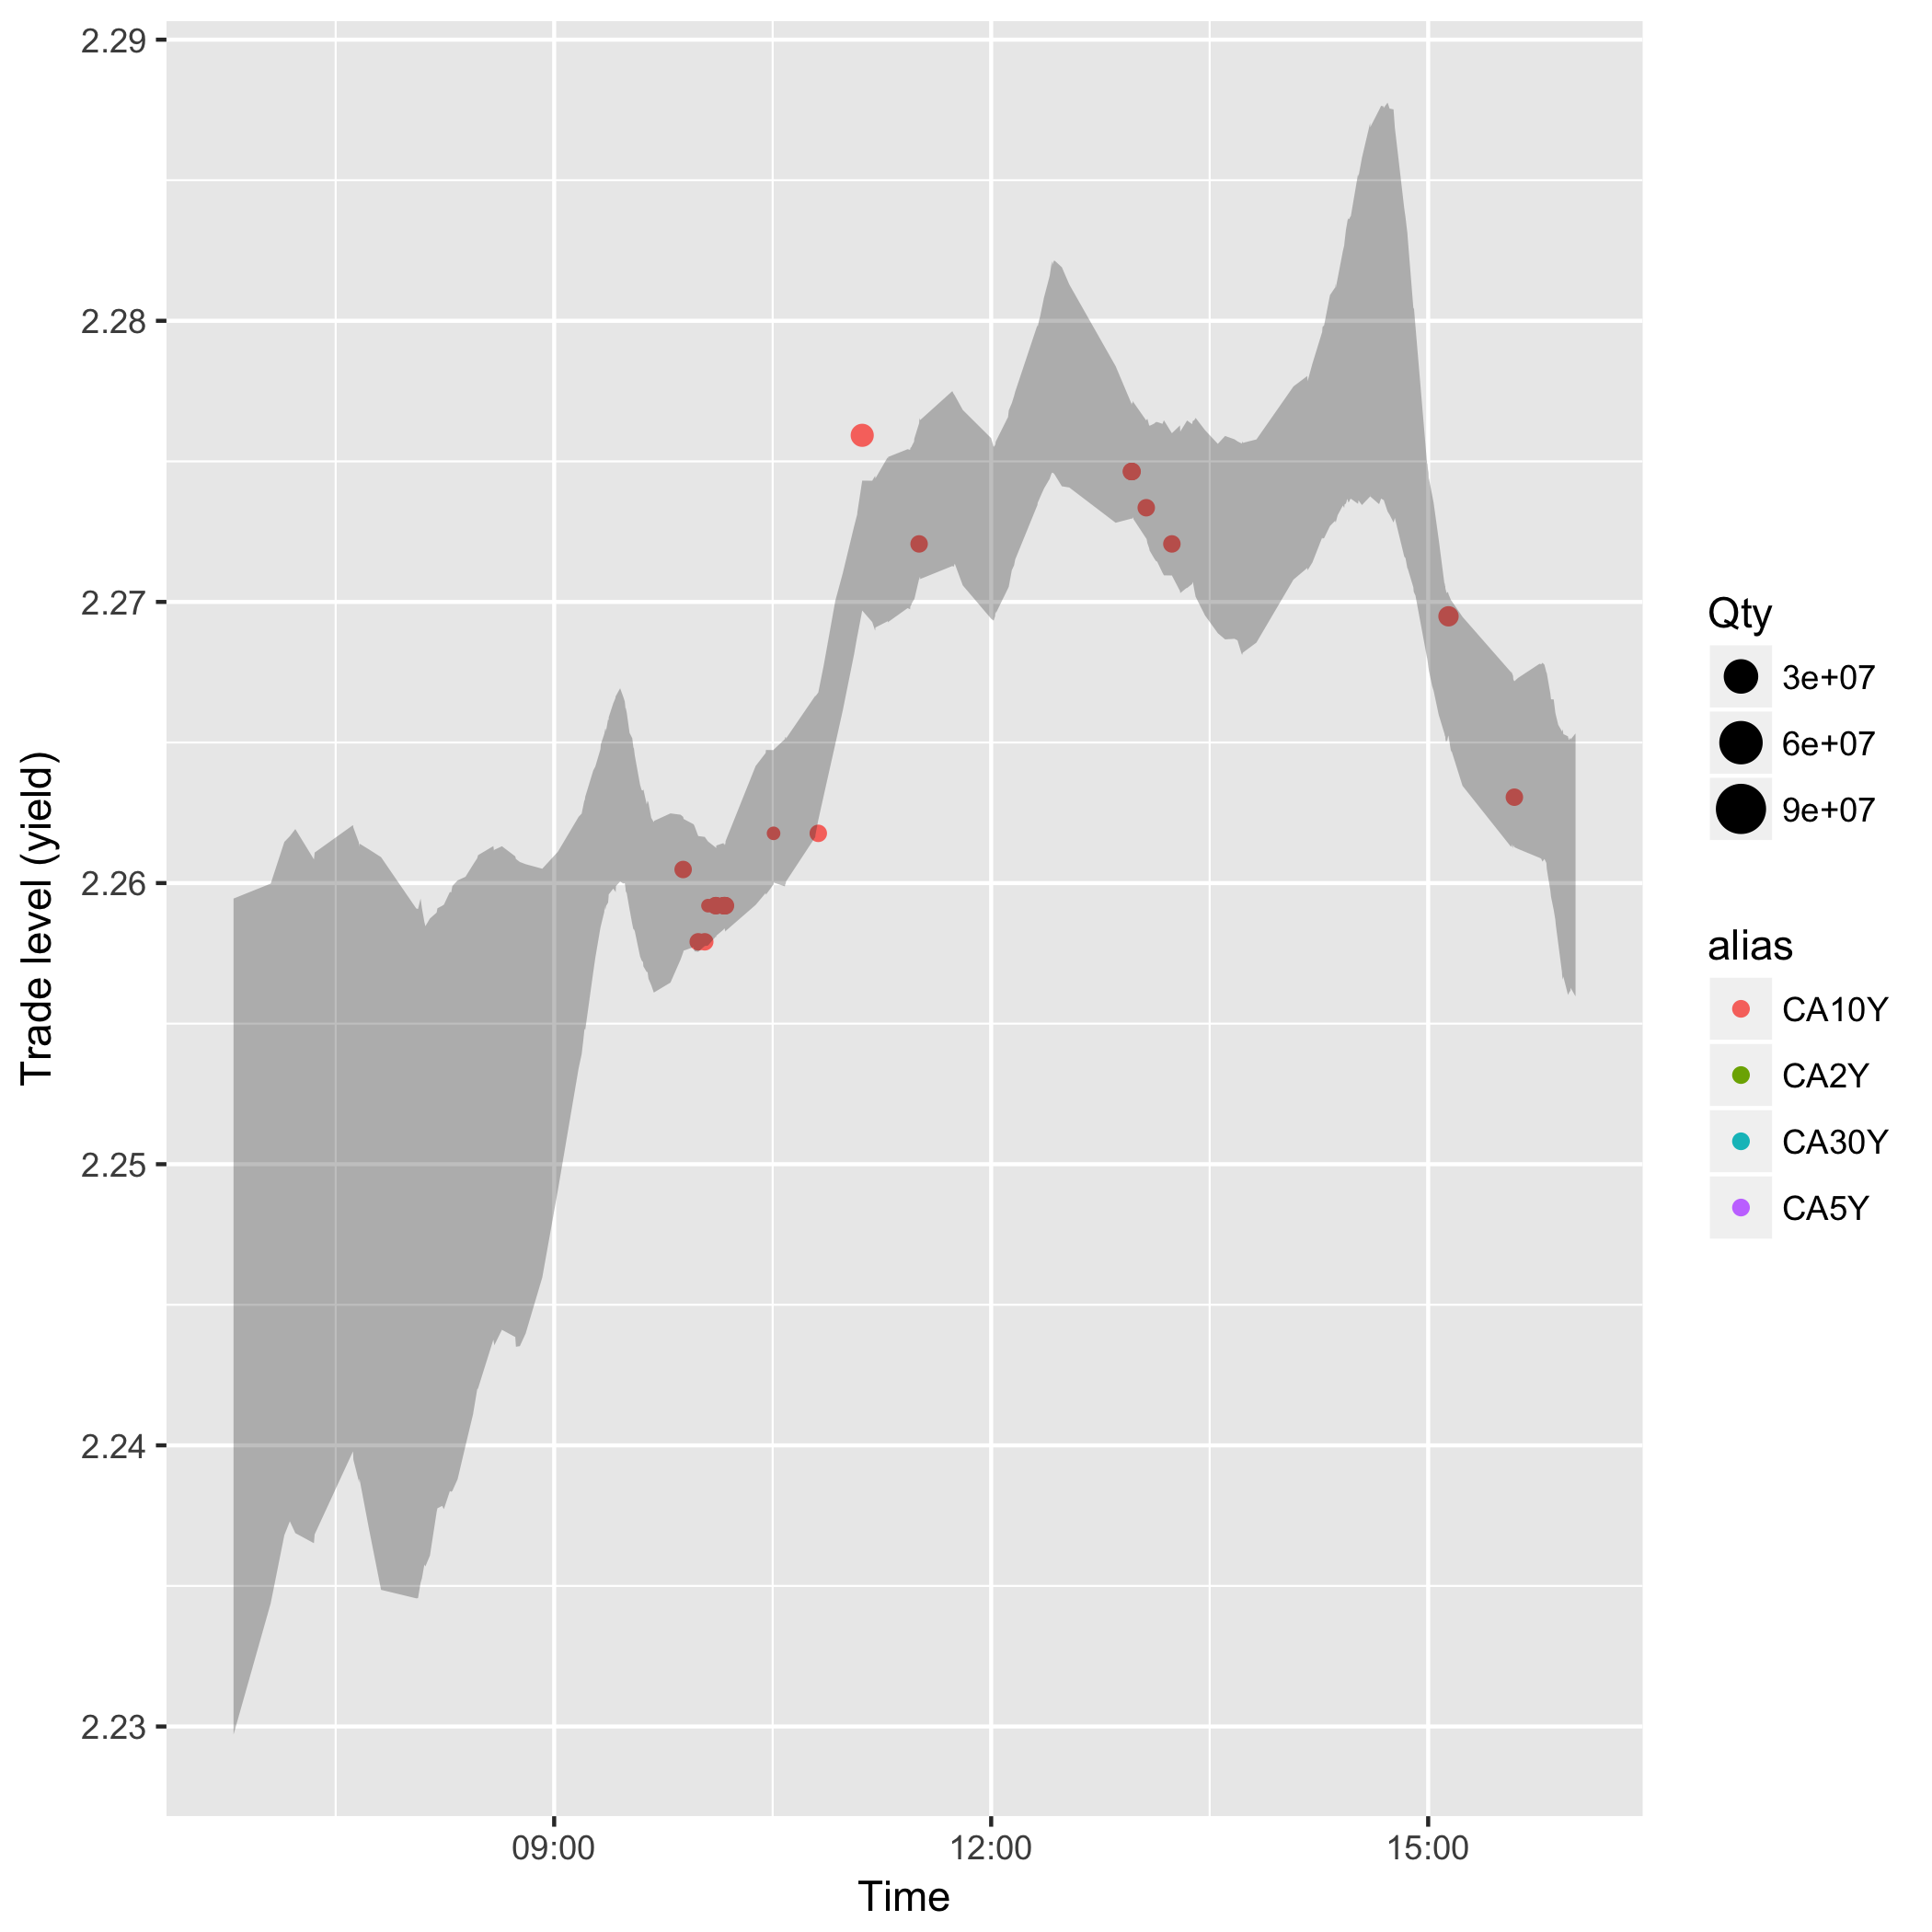 2.29
2.28
2.27
2.26
2.25
2.24
2.23
Trade level (yield)
09:00 12:00 15:00
Time
Qty
3e+07
6e+07
9e+07
alias
CA10Y
CA2Y
CA30Y
CA5Y